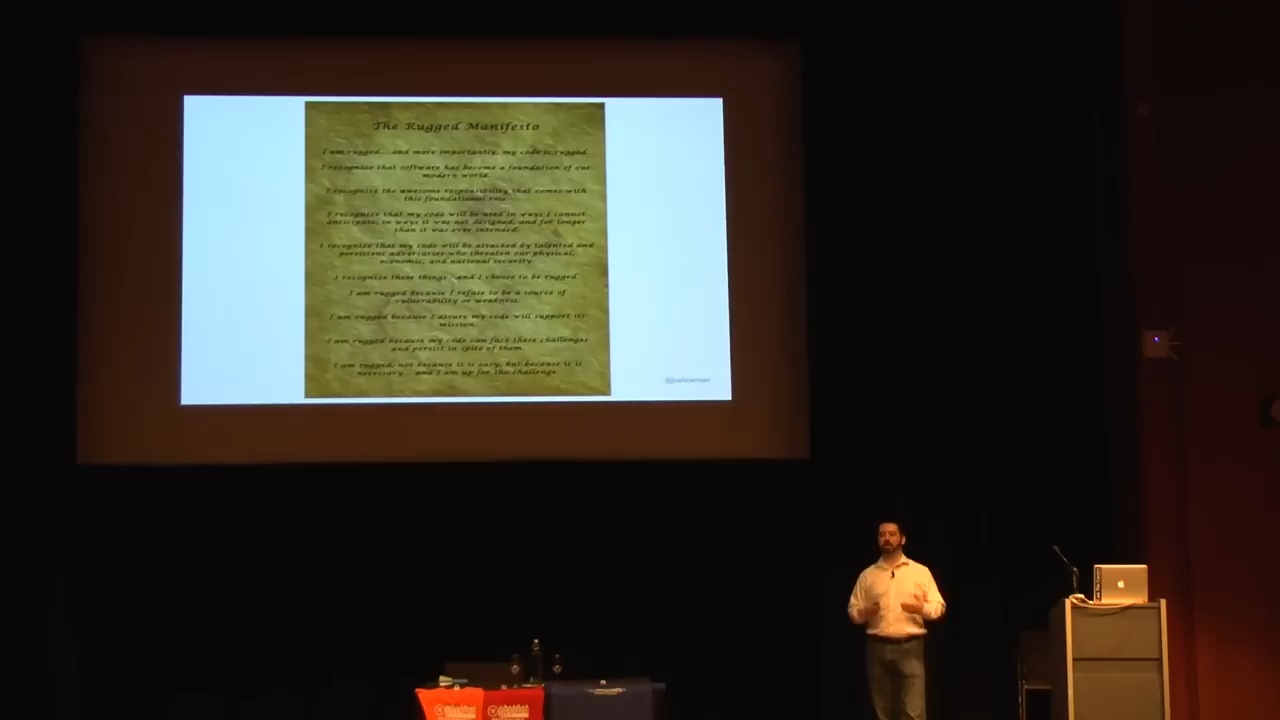 The Rugged Manifesto
I am rugged... and more importantly, my code is rugged.
I recognize that software has become a foundation of our
modern world.
I recognize the awesome responsibility that comes with
this foundational role.
I recognize that my code will be used in ways I cannot
anticipate, in ways it was not designed, and for longer
than it was ever intended.
I recognize that my code will be attacked by talented and
persistent adversaries who threaten our physical,
economic, and national security.
I recognize these things - and I choose to be rugged.
I am rugged because I refuse to be a source of
vulnerability or weakness.
I am rugged because I assure my code will support its
mission.
I am rugged because my code can face these challenges
and persist in spite of them.
I am rugged, not because it is easy, but because it is
necessary... and I am up for the challenge.